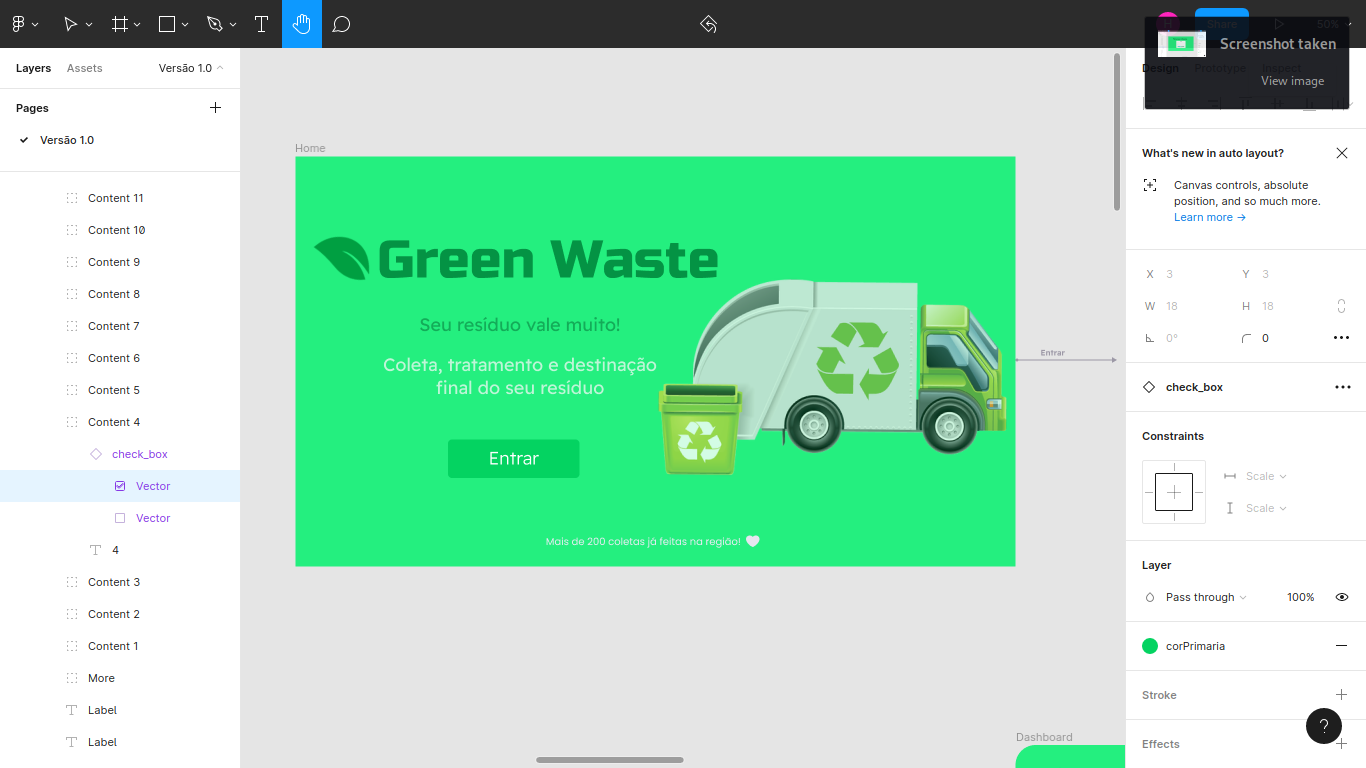 Share
50%
Screenshot taken
View image
Layers
Assets
Versão 1.0
Design
Prototype
Inspect
Pages
Versão 1.0
Content 11
Content 10
Content 9
Content 8
Content 7
Content 6
Content 5
Content 4
check_box
Vector
Vector
4
Content 3
Content 2
Content 1
More
Label
Label
Home
Green Waste
Seu resíduo vale muito!
Coleta, tratamento e destinação
final do seu resíduo
Entrar
Mais de 200 coletas já feitas na região!
Entrar
Dashboard
What's new in auto layout?
Canvas controls, absolute
position, and so much more.
Learn more →
X 3
Y 3
W 18
H 18
0°
0
check_box
Constraints
Scale
Scale
Layer
Pass through
100%
corPrimaria
Stroke
Effects
?